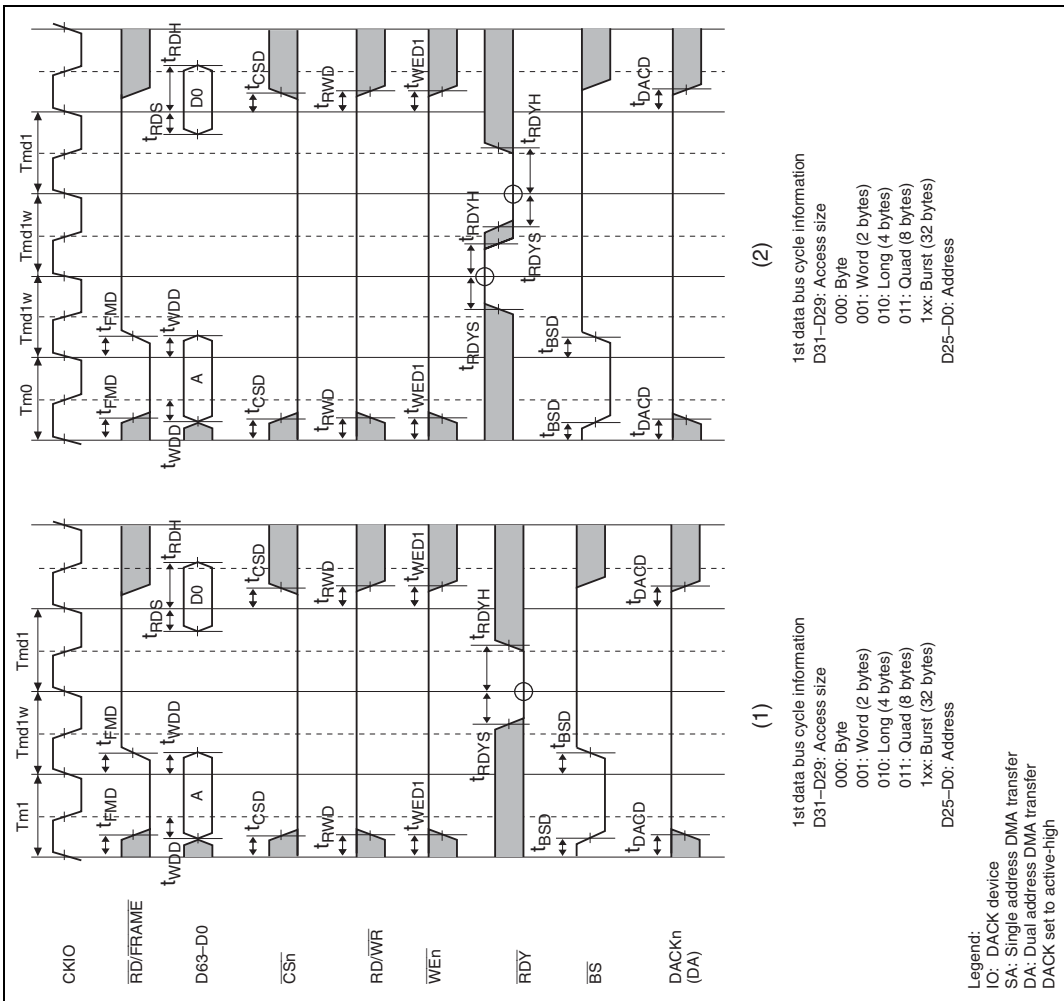 Tm1
Tmd1w
Tmd1
Tm0
Tmd1w
Tmd1w
Tmd1
CKIO
RD/FRAME
tFMD
tFMD
tFMD
tFMD
D63–D0
tWDD
A
tWDD
tRDS
D0
tRDH
tWDD
A
tWDD
tRDS
D0
tRDH
CSn
tCSD
tCSD
tCSD
tCSD
RD/WR
tRWD
tRWD
tRWD
tRWD
WEn
tWED1
tWED1
tWED1
tWED1
RDY
tRDYS
tRDYH
tRDYS
tRDYH
tRDYS
tRDYH
BS
tBSD
tBSD
tBSD
tBSD
DACKn
(DA)
tDACD
tDACD
tDACD
tDACD
(1)
1st data bus cycle information
D31–D29: Access size
000: Byte
001: Word (2 bytes)
010: Long (4 bytes)
011: Quad (8 bytes)
1xx: Burst (32 bytes)
D25–D0: Address
(2)
1st data bus cycle information
D31–D29: Access size
000: Byte
001: Word (2 bytes)
010: Long (4 bytes)
011: Quad (8 bytes)
1xx: Burst (32 bytes)
D25–D0: Address
Legend:
IO: DACK device
SA: Single address DMA transfer
DA: Dual address DMA transfer
DACK set to active-high